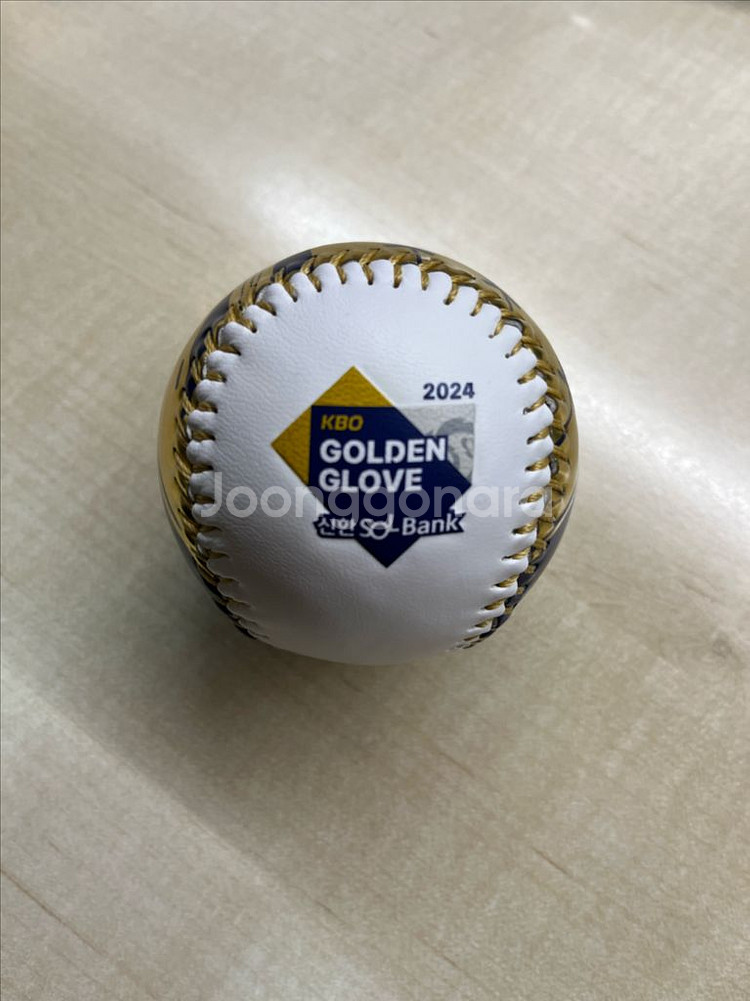 2024
KBO
GOLDEN
GLOVE
신한 SOL Bank
Joonggonara